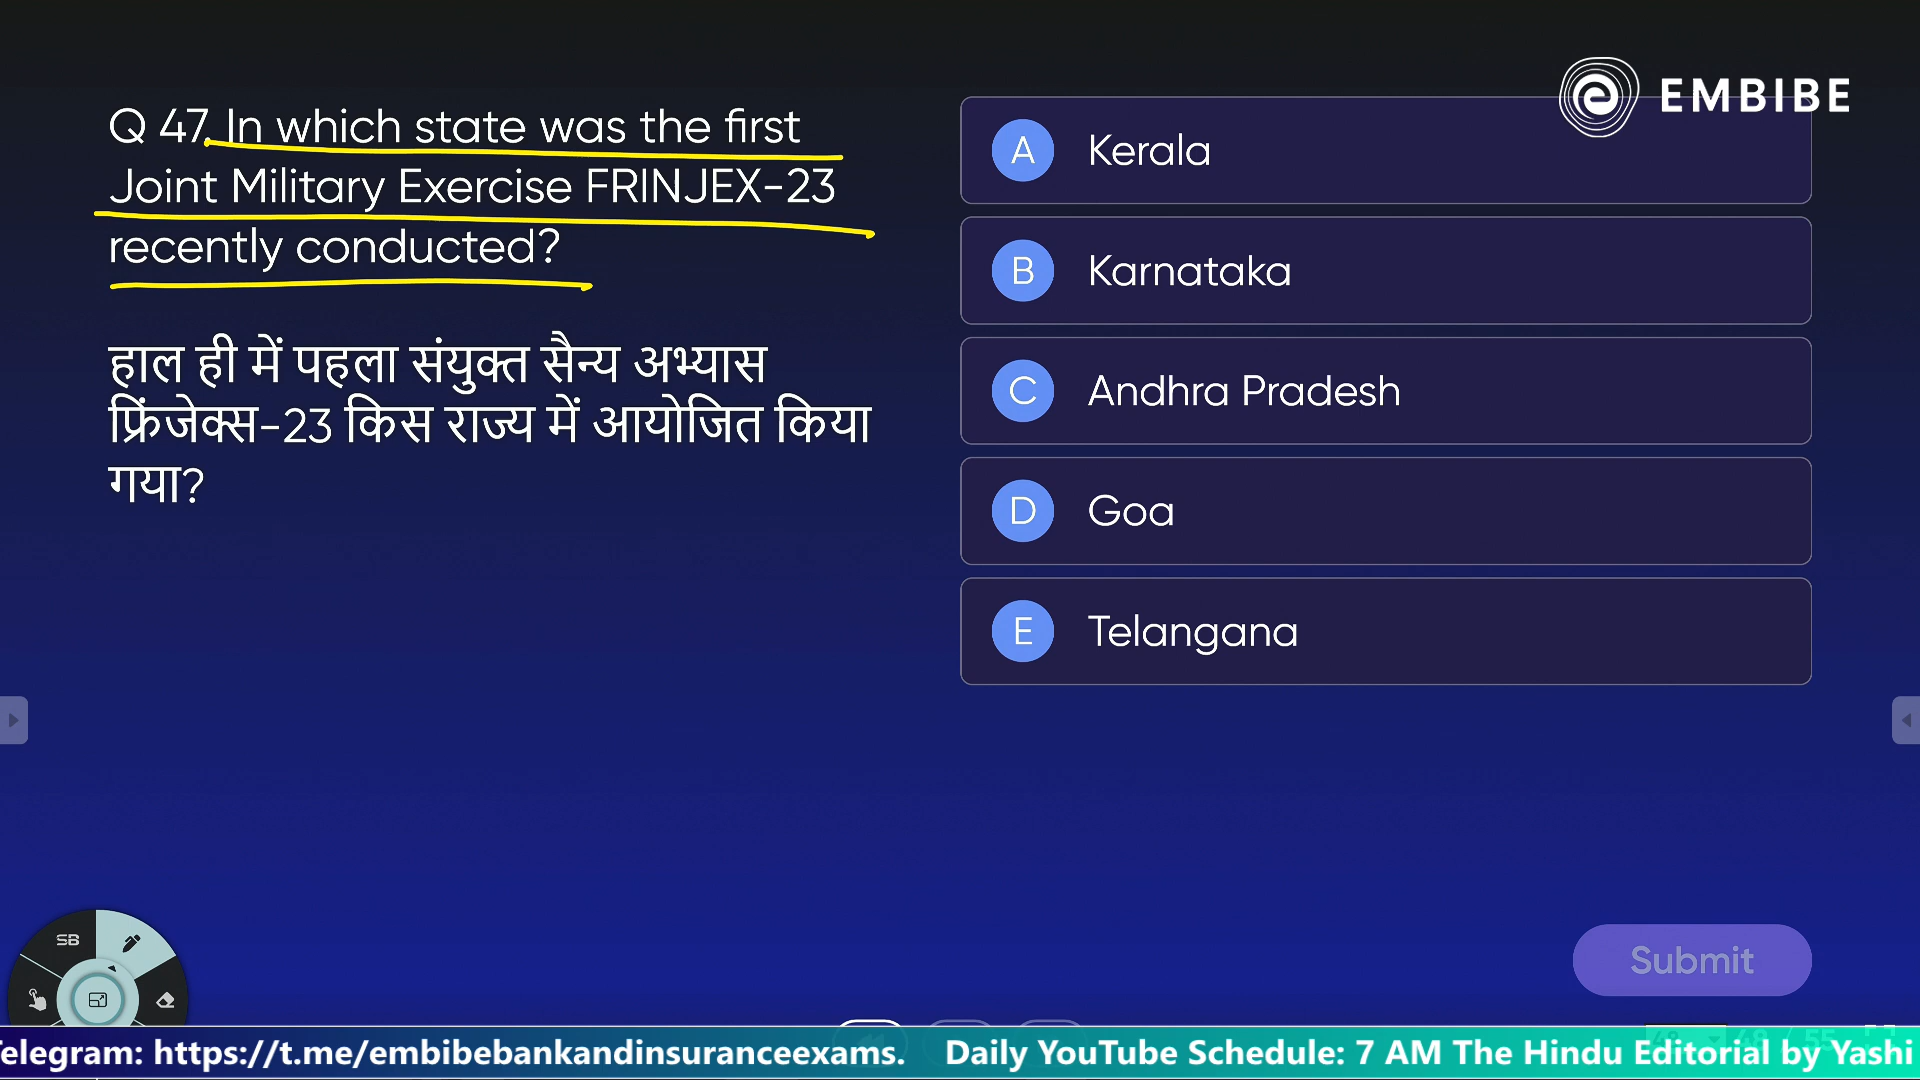 EMBIBE
Q 47. In which state was the first
Joint Military Exercise FRINJEX-23
recently conducted?
हाल ही में पहला संयुक्त सैन्य अभ्यास
फ्रिंजेक्स-23 किस राज्य में आयोजित किया
गया?
A Kerala
B Karnataka
C Andhra Pradesh
D Goa
E Telangana
Submit
SB
elegram: https://t.me/embibebankandinsuranceexams. Daily YouTube Schedule: 7 AM The Hindu Editorial by Yashi